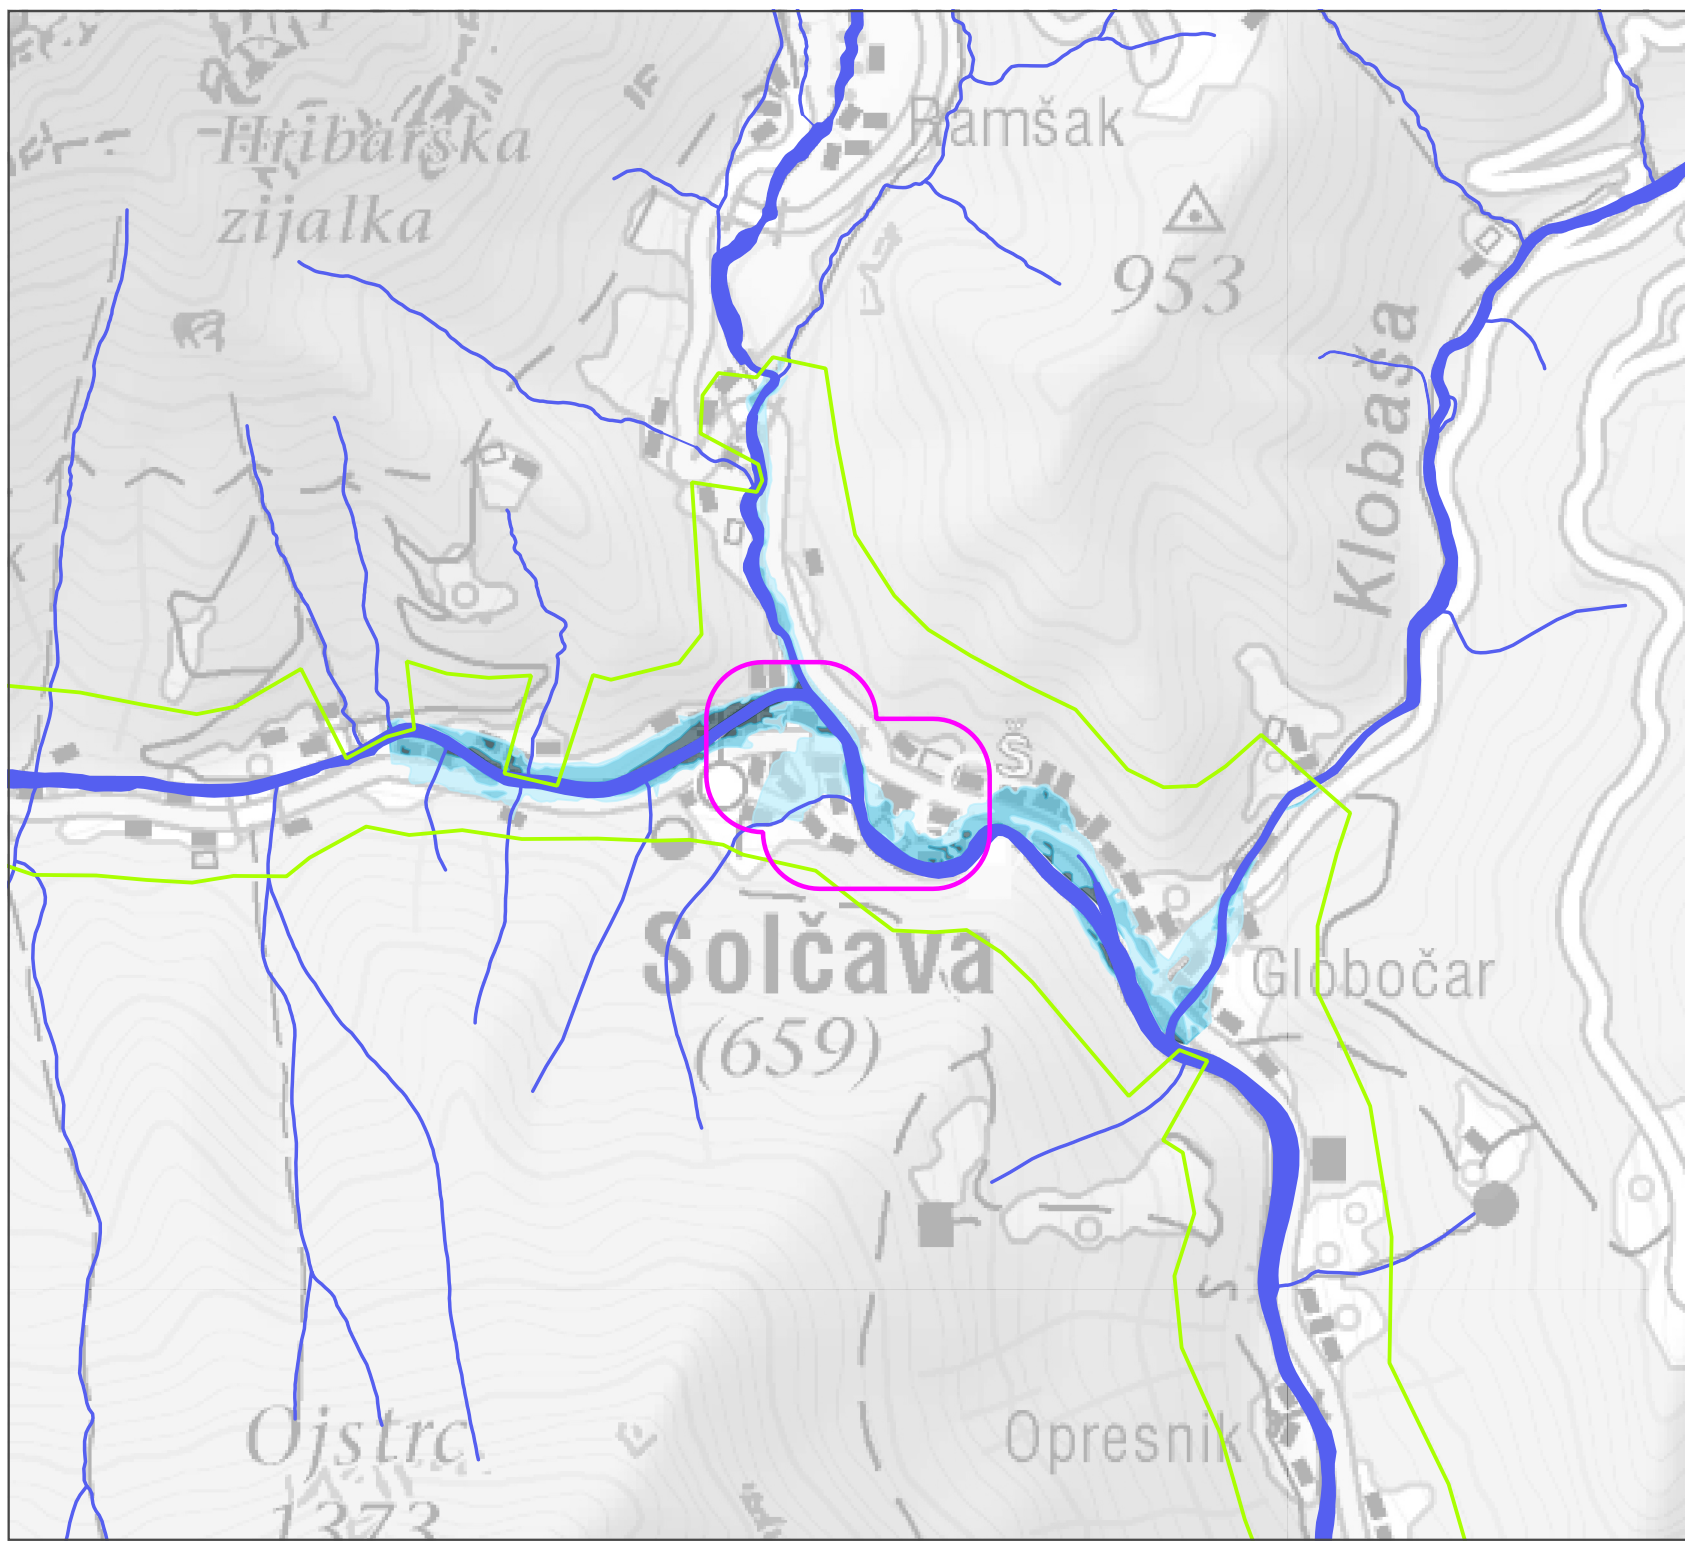 Ramšak
Hribarska
zijalka
953
Klobaša
Š
Solčava
(659)
Globočar
Opresnik
Ojstrc
1373